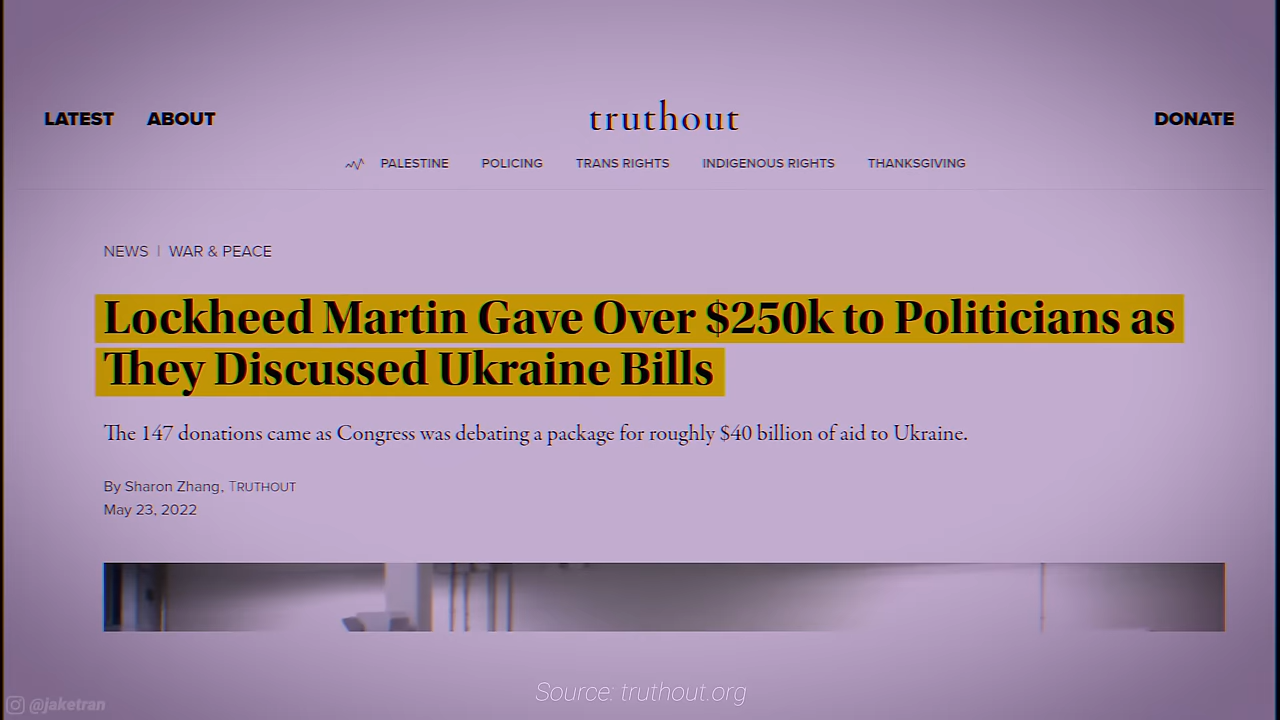 LATEST ABOUT truthout DONATE
PALESTINE POLICING TRANS RIGHTS INDIGENOUS RIGHTS THANKSGIVING
NEWS | WAR & PEACE
Lockheed Martin Gave Over $250k to Politicians as
They Discussed Ukraine Bills
The 147 donations came as Congress was debating a package for roughly $40 billion of aid to Ukraine.
By Sharon Zhang, TRUTHOUT
May 23, 2022
Source: truthout.org
@jaketran